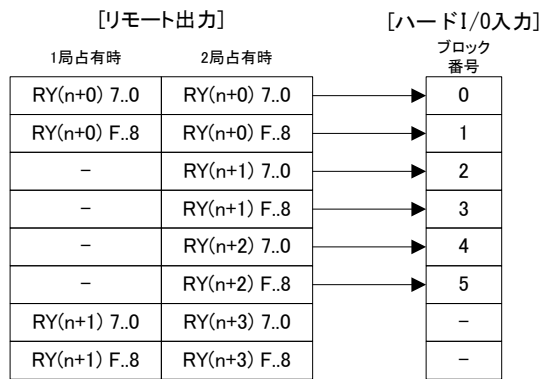 [リモート出力] [ハードI/O入力]
1局占有時 2局占有時 ブロック
番号
RY(n+0) 7..0 RY(n+0) 7..0 0
RY(n+0) F..8 RY(n+0) F..8 1
− RY(n+1) 7..0 2
− RY(n+1) F..8 3
− RY(n+2) 7..0 4
− RY(n+2) F..8 5
RY(n+1) 7..0 RY(n+3) 7..0 −
RY(n+1) F..8 RY(n+3) F..8 −